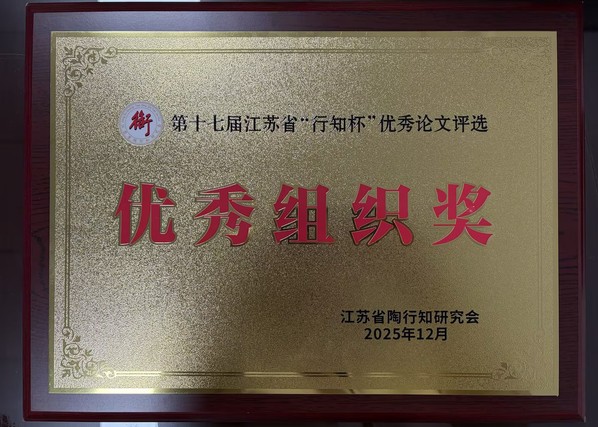 第十七届江苏省“行知杯”优秀论文评选
优秀组织奖
江苏省陶行知研究会
2025年12月